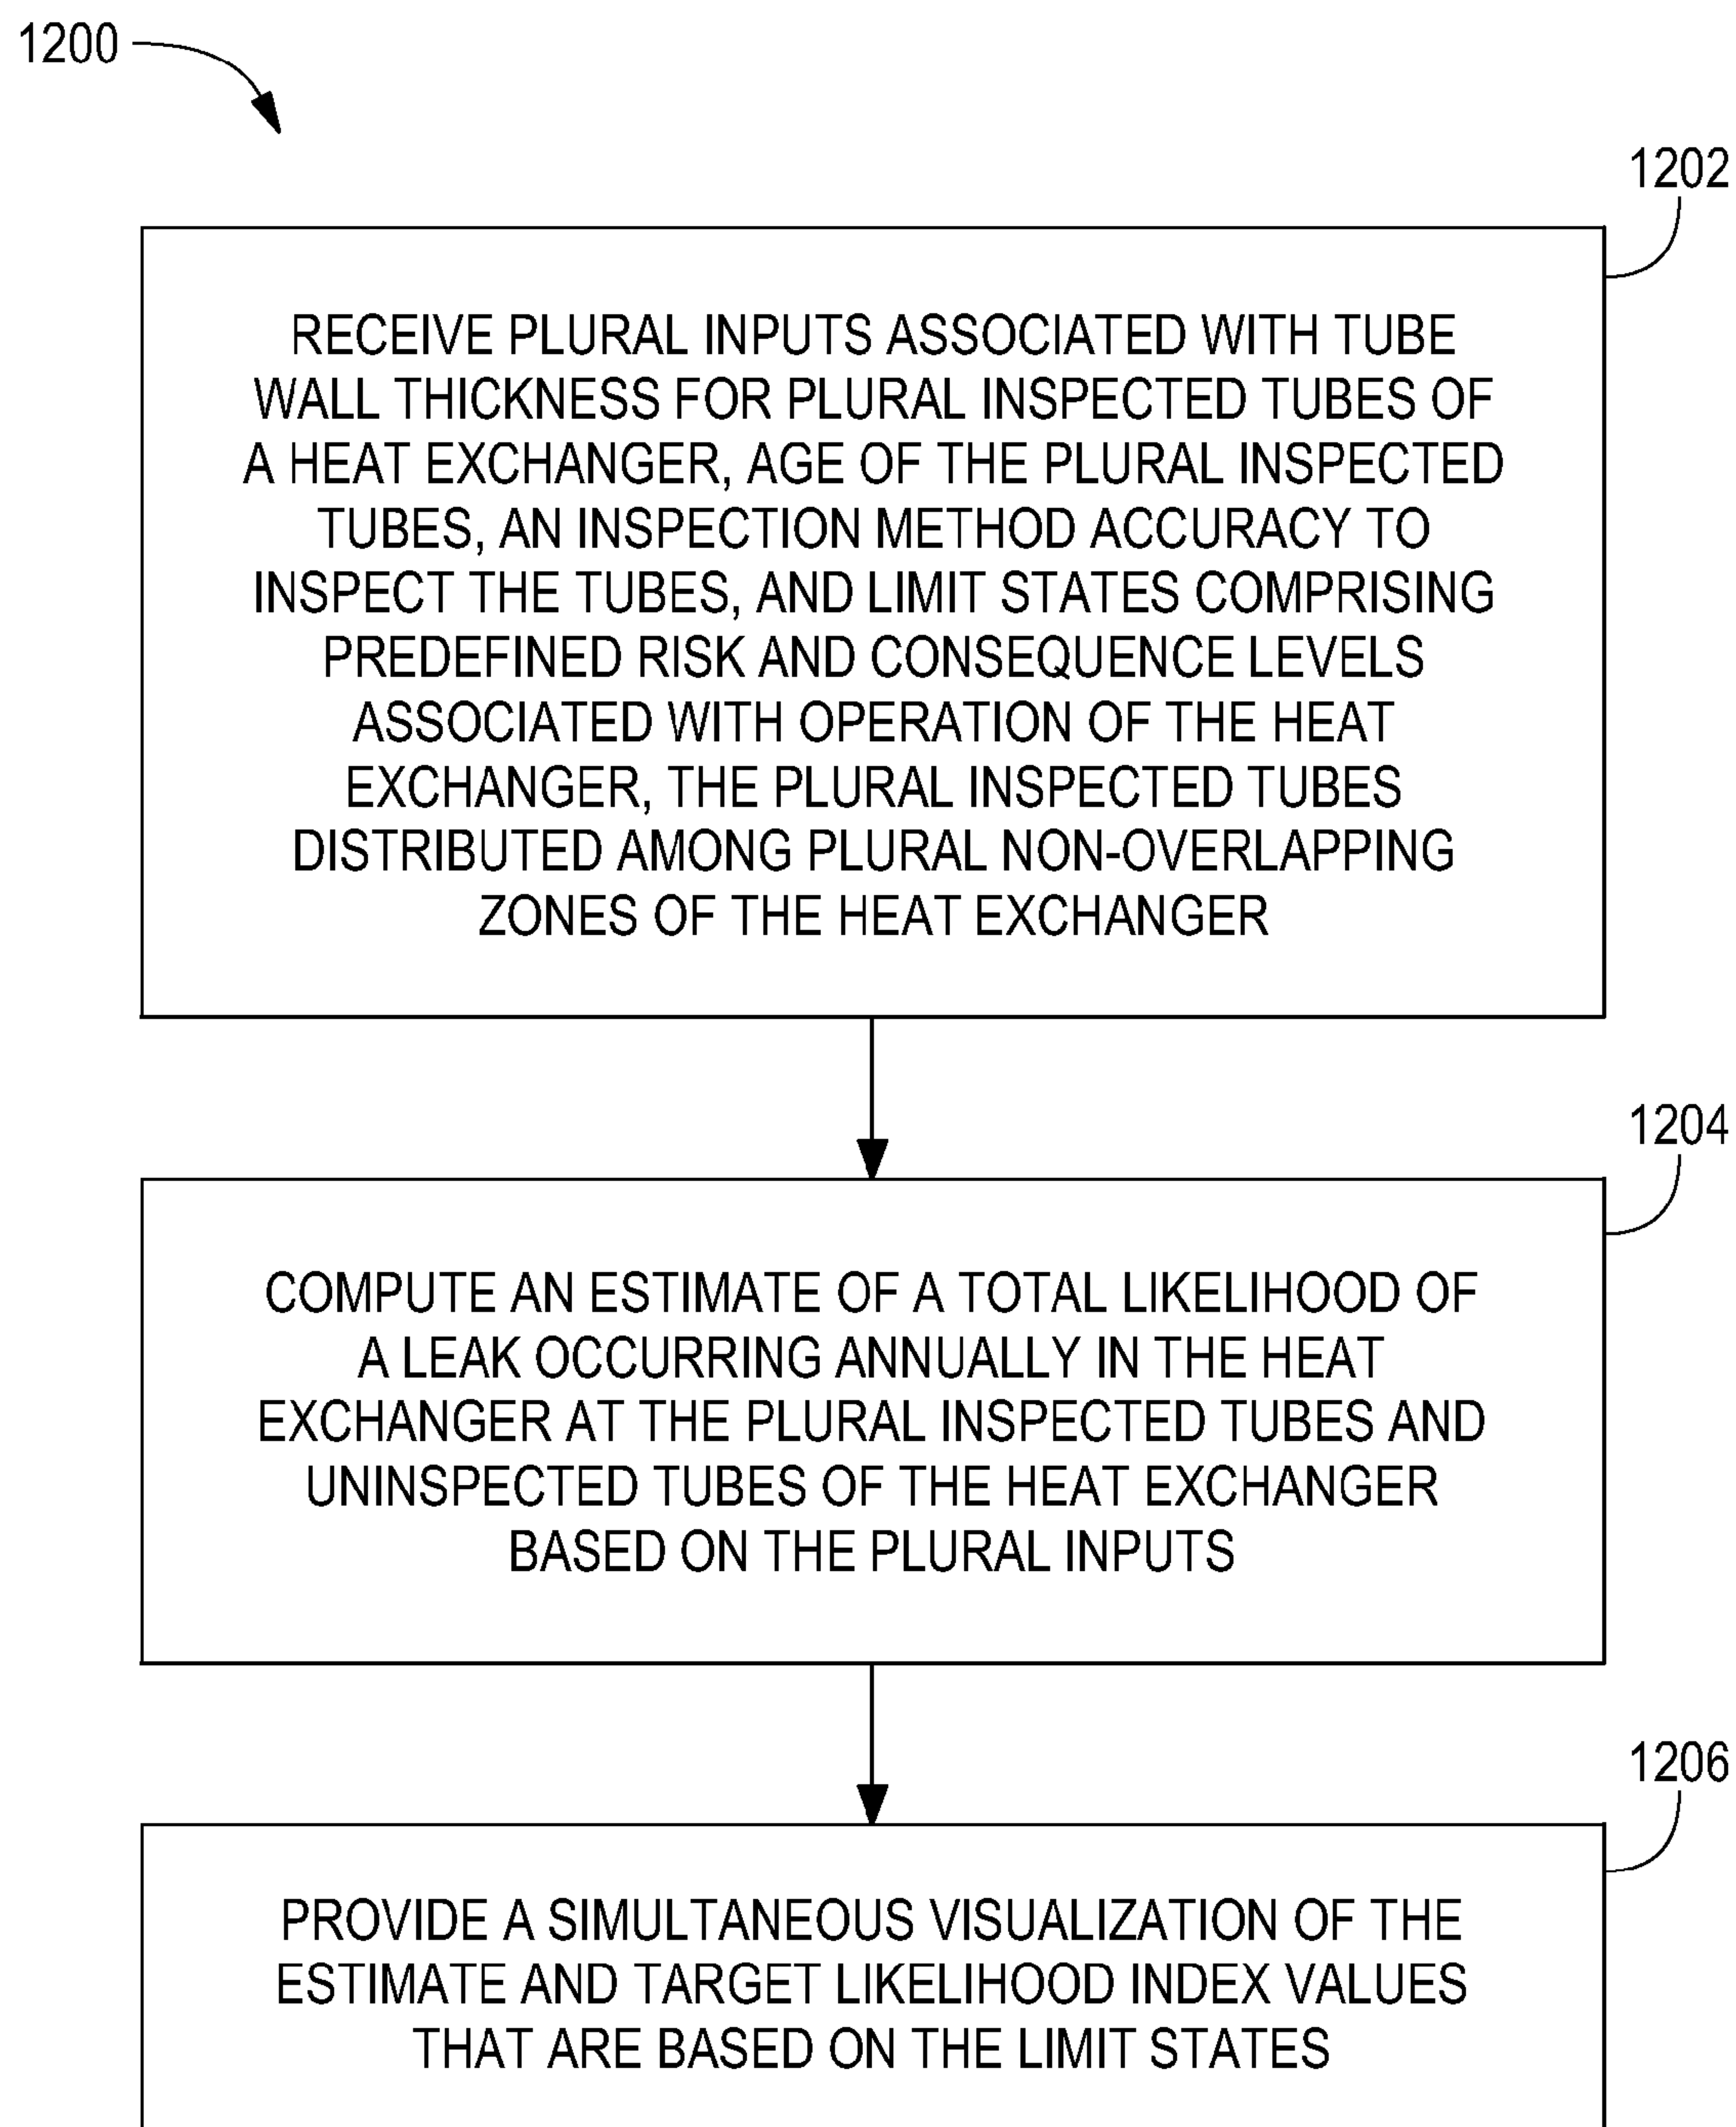 1200
1202
RECEIVE PLURAL INPUTS ASSOCIATED WITH TUBE
WALL THICKNESS FOR PLURAL INSPECTED TUBES OF
A HEAT EXCHANGER, AGE OF THE PLURAL INSPECTED
TUBES, AN INSPECTION METHOD ACCURACY TO
INSPECT THE TUBES, AND LIMIT STATES COMPRISING
PREDEFINED RISK AND CONSEQUENCE LEVELS
ASSOCIATED WITH OPERATION OF THE HEAT
EXCHANGER, THE PLURAL INSPECTED TUBES
DISTRIBUTED AMONG PLURAL NON-OVERLAPPING
ZONES OF THE HEAT EXCHANGER
1204
COMPUTE AN ESTIMATE OF A TOTAL LIKELIHOOD OF
A LEAK OCCURRING ANNUALLY IN THE HEAT
EXCHANGER AT THE PLURAL INSPECTED TUBES AND
UNINSPECTED TUBES OF THE HEAT EXCHANGER
BASED ON THE PLURAL INPUTS
1206
PROVIDE A SIMULTANEOUS VISUALIZATION OF THE
ESTIMATE AND TARGET LIKELIHOOD INDEX VALUES
THAT ARE BASED ON THE LIMIT STATES